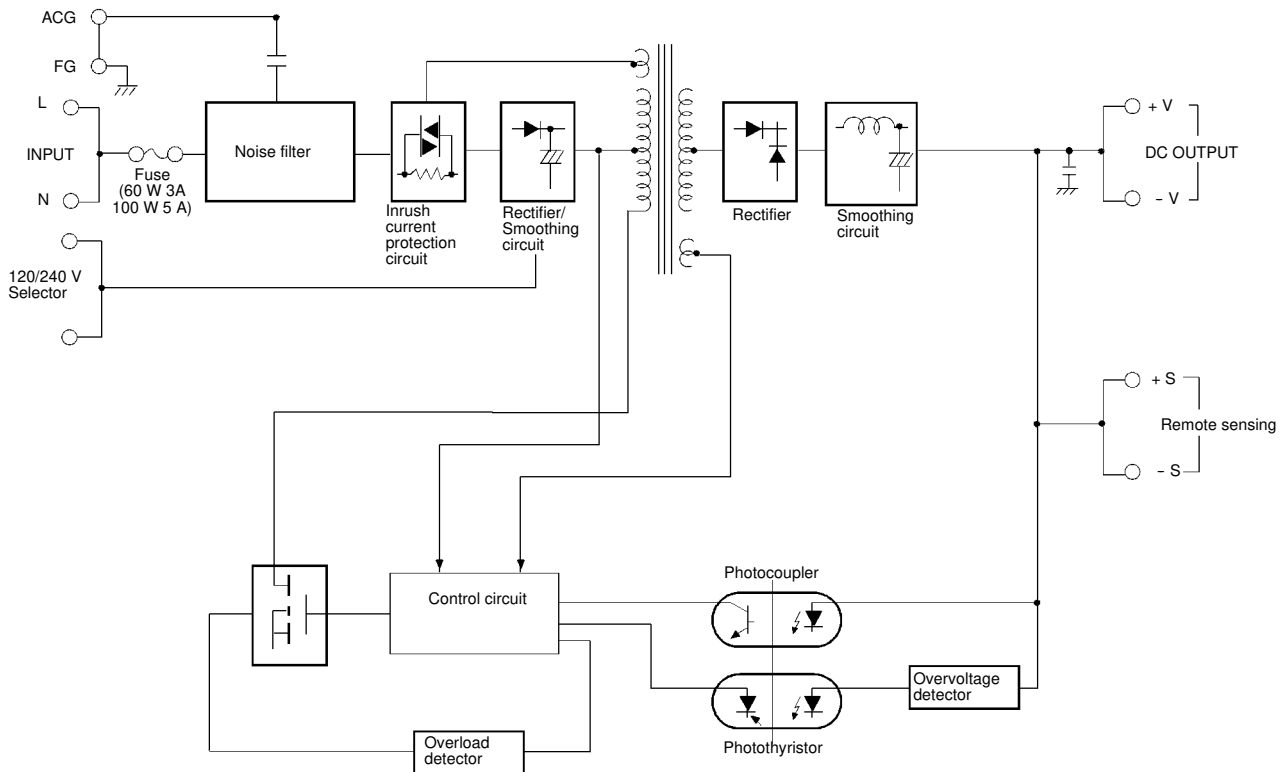 ACG
FG
L
INPUT
N
Fuse
(60 W 3A
100 W 5 A)
120/240 V
Selector
Noise filter
Inrush
current
protection
circuit
Rectifier/
Smoothing
circuit
Rectifier
Smoothing
circuit
+ V
DC OUTPUT
− V
+ S
Remote sensing
− S
Control circuit
Photocoupler
Overvoltage
detector
Photothyristor
Overload
detector